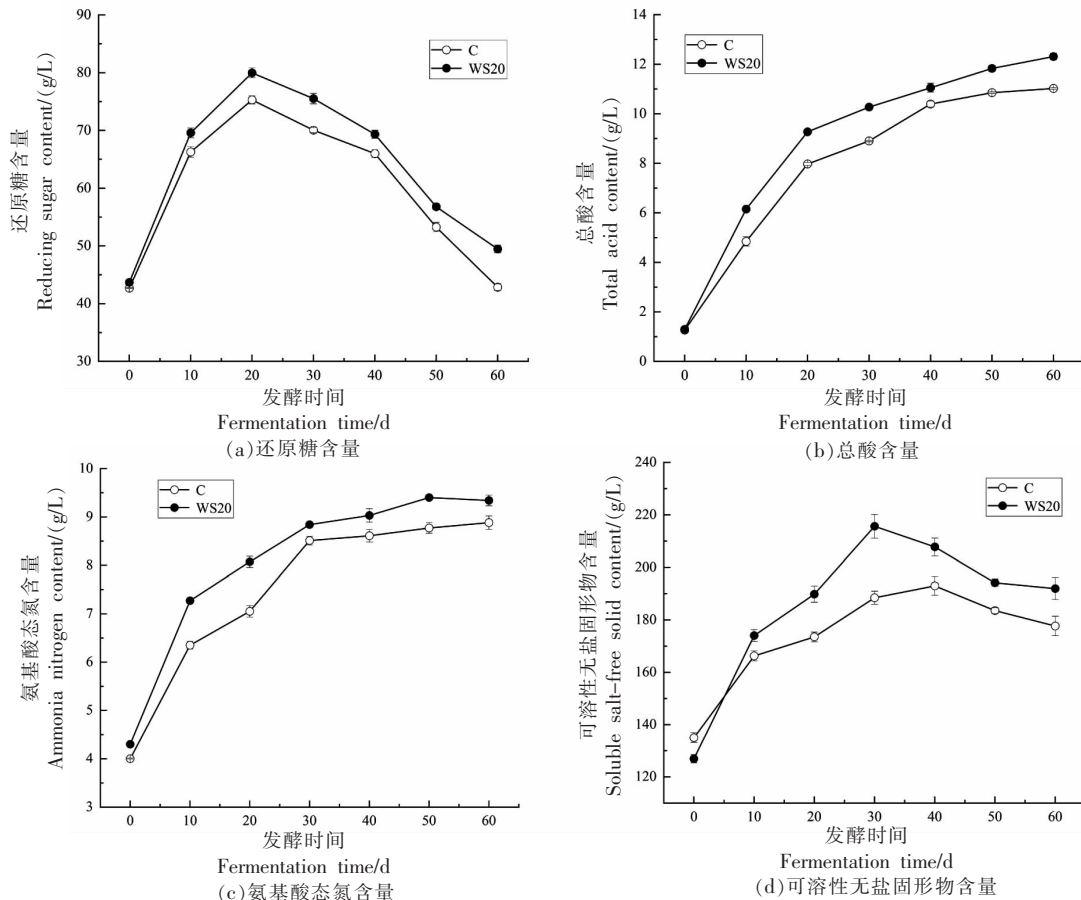 还原糖含量
Reducing sugar content/(g/L)
90
80
70
60
50
40
30
C
WS20
0 10 20 30 40 50 60
发酵时间
Fermentation time/d
(a)还原糖含量
总酸含量
Total acid content/(g/L)
14
12
10
8
6
4
2
0
C
WS20
0 10 20 30 40 50 60
发酵时间
Fermentation time/d
(b)总酸含量
氨基酸态氮含量
Ammonia nitrogen content/(g/L)
10
9
8
7
6
5
4
3
C
WS20
0 10 20 30 40 50 60
发酵时间
Fermentation time/d
(c)氨基酸态氮含量
可溶性无盐固形物含量
Soluble salt-free solid content/(g/L)
240
220
200
180
160
140
120
C
WS20
0 10 20 30 40 50 60
发酵时间
Fermentation time/d
(d)可溶性无盐固形物含量